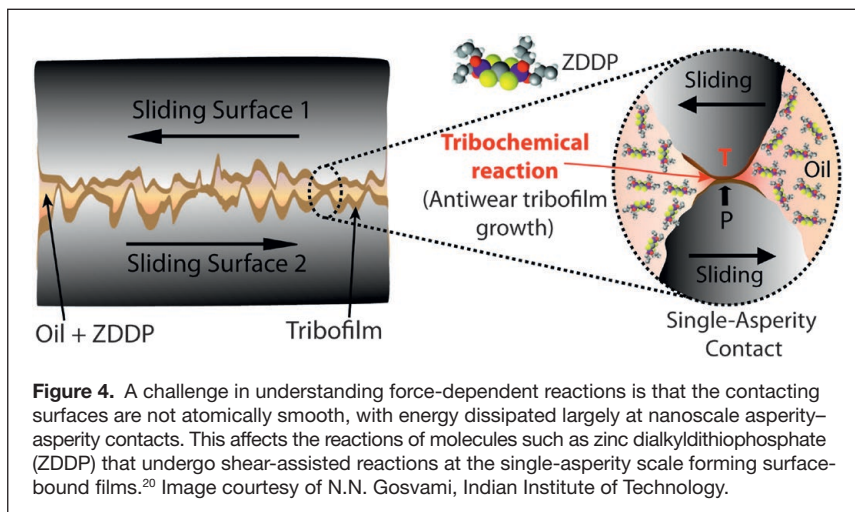 ZDDP
Sliding Surface 1
Sliding
Tribochemical
reaction
(Antiwear tribofilm
growth)
T
Oil
P
Sliding Surface 2
Sliding
Oil + ZDDP
Tribofilm
Single-Asperity
Contact
Figure 4. A challenge in understanding force-dependent reactions is that the contacting
surfaces are not atomically smooth, with energy dissipated largely at nanoscale asperity–
asperity contacts. This affects the reactions of molecules such as zinc dialkyldithiophosphate
(ZDDP) that undergo shear-assisted reactions at the single-asperity scale forming surface-
bound films.²⁰ Image courtesy of N.N. Gosvami, Indian Institute of Technology.